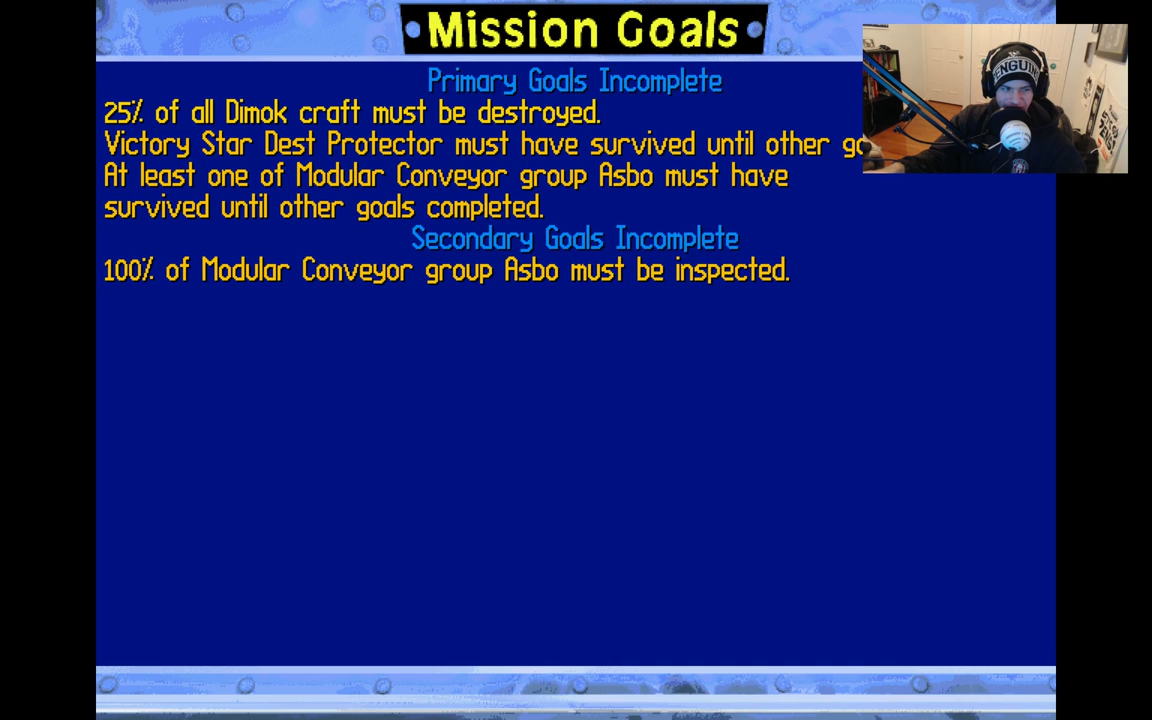 Mission Goals
Primary Goals Incomplete
25% of all Dimok craft must be destroyed.
Victory Star Dest Protector must have survived until other
At least one of Modular Conveyor group Asbo must have
survived until other goals completed.
Secondary Goals Incomplete
100% of Modular Conveyor group Asbo must be inspected.